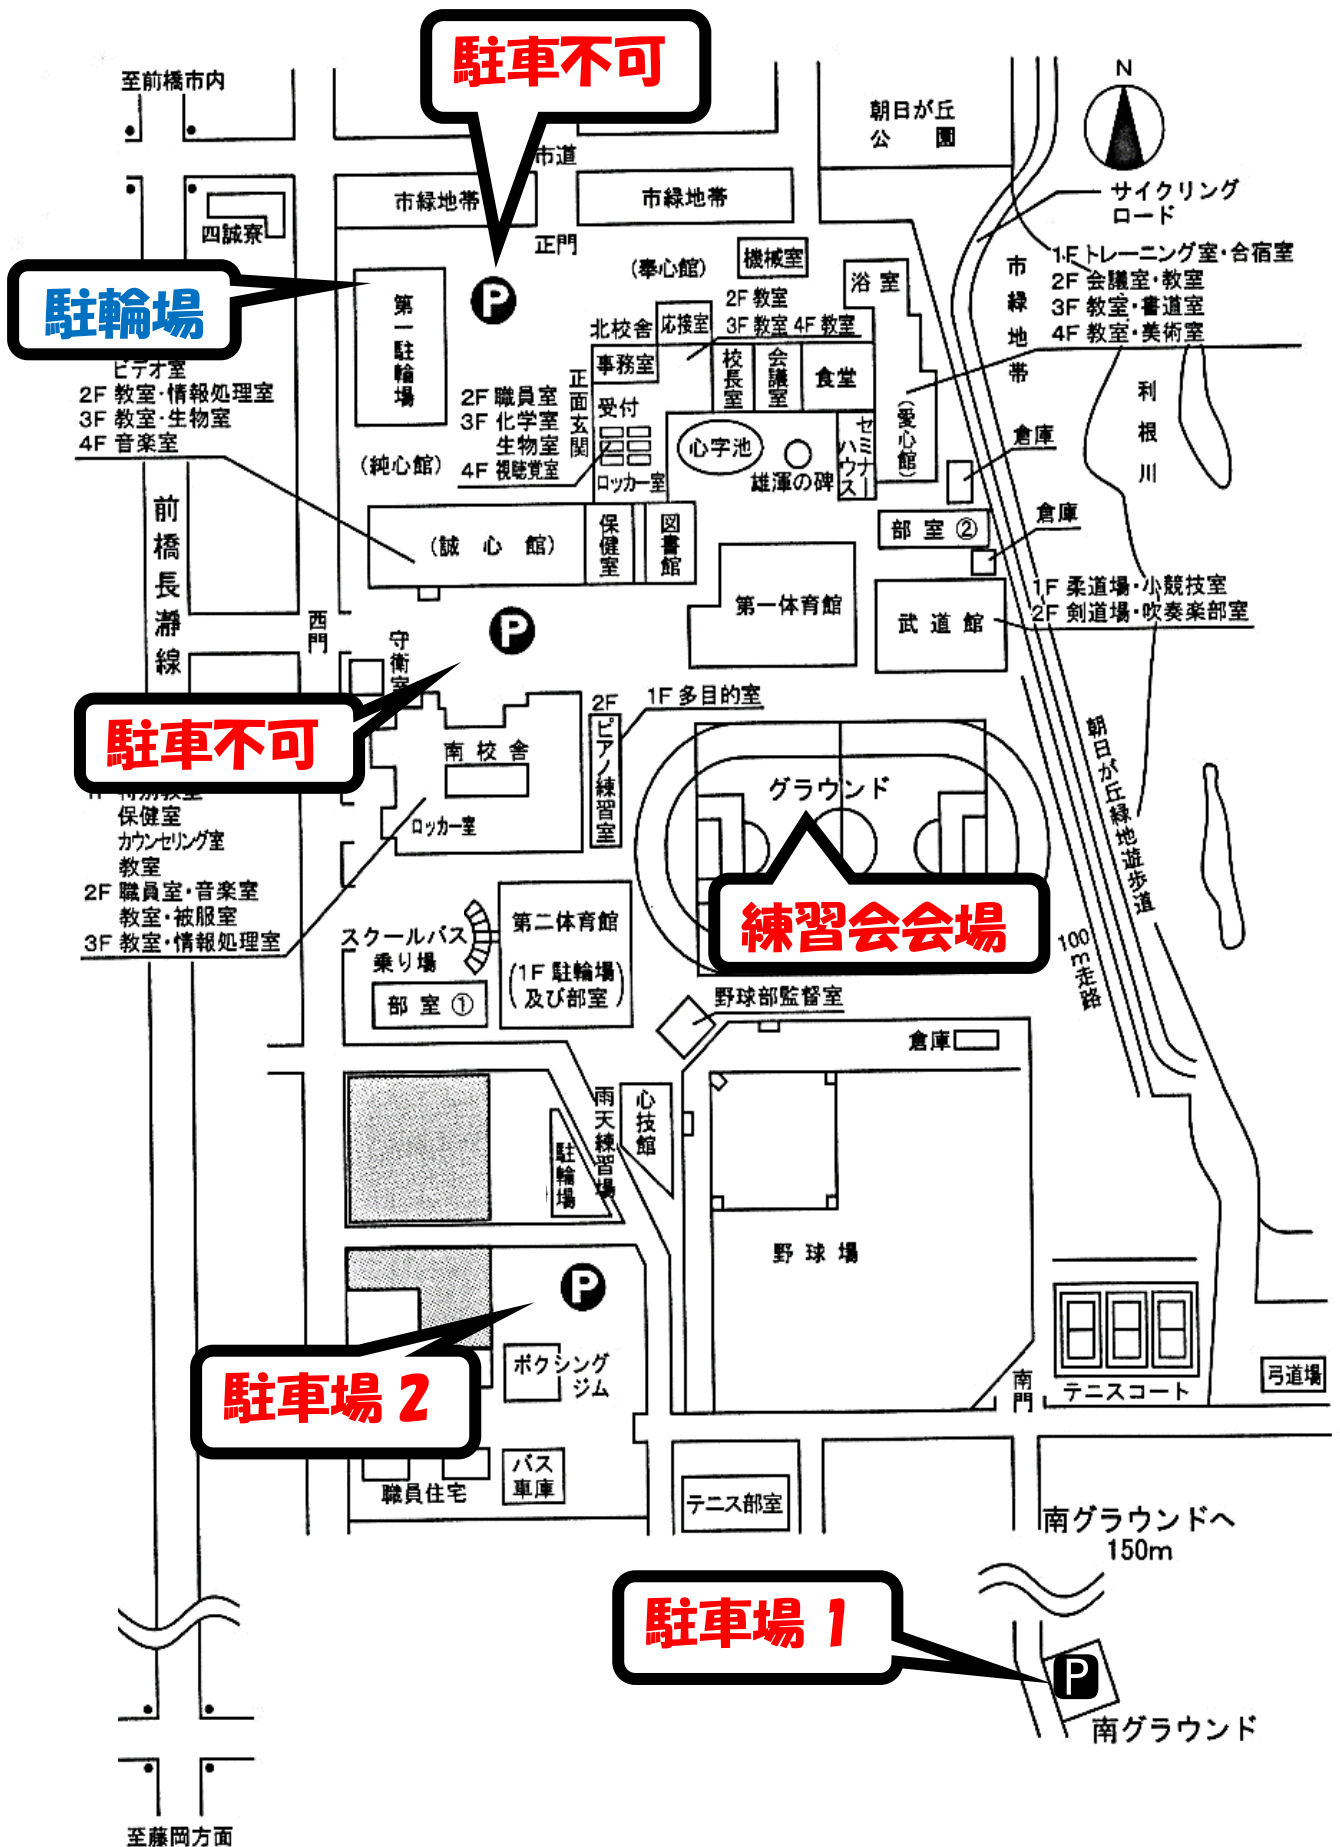 駐車不可
至前橋市内
朝日が丘
公園
N
市道
サイクリング
ロード
市緑地帯
市緑地帯
四誠寮
正門
(奉心館)
機械室
浴室
市緑地帯
1F トレーニング室・合宿室
2F 会議室・教室
3F 教室・書道室
4F 教室・美術室
駐輪場
P
第一駐輪場
北校舎
応接室
2F 教室
3F 教室 4F 教室
事務室
校長室
会議室
食堂
利根川
ビデオ室
2F 教室・情報処理室
3F 教室・生物室
4F 音楽室
2F 職員室
3F 化学室
生物室
4F 視聴覚室
正面玄関
受付
ロッカー室
心字池
雄渾の碑
セミナーハウス
(愛心館)
倉庫
(純心館)
前橋長瀞線
(誠心館)
保健室
図書館
部室②
倉庫
第一体育館
武道館
1F 柔道場・小競技室
2F 剣道場・吹奏楽部室
西門
守衛室
P
駐車不可
南校舎
ロッカー室
2F
ピアノ練習室
1F 多目的室
グラウンド
朝日が丘緑地遊歩道
1F 特別教室
保健室
カウンセリング室
教室
2F 職員室・音楽室
教室・被服室
3F 教室・情報処理室
練習会会場
100m走路
スクールバス
乗り場
第二体育館
(1F 駐輪場
及び部室)
部室①
野球部監督室
倉庫
雨天練習場
心技館
駐輪場
野球場
P
駐車場 2
ボクシング
ジム
南門
テニスコート
弓道場
職員住宅
バス
車庫
テニス部室
南グラウンドへ
150m
駐車場 1
P
南グラウンド
至藤岡方面